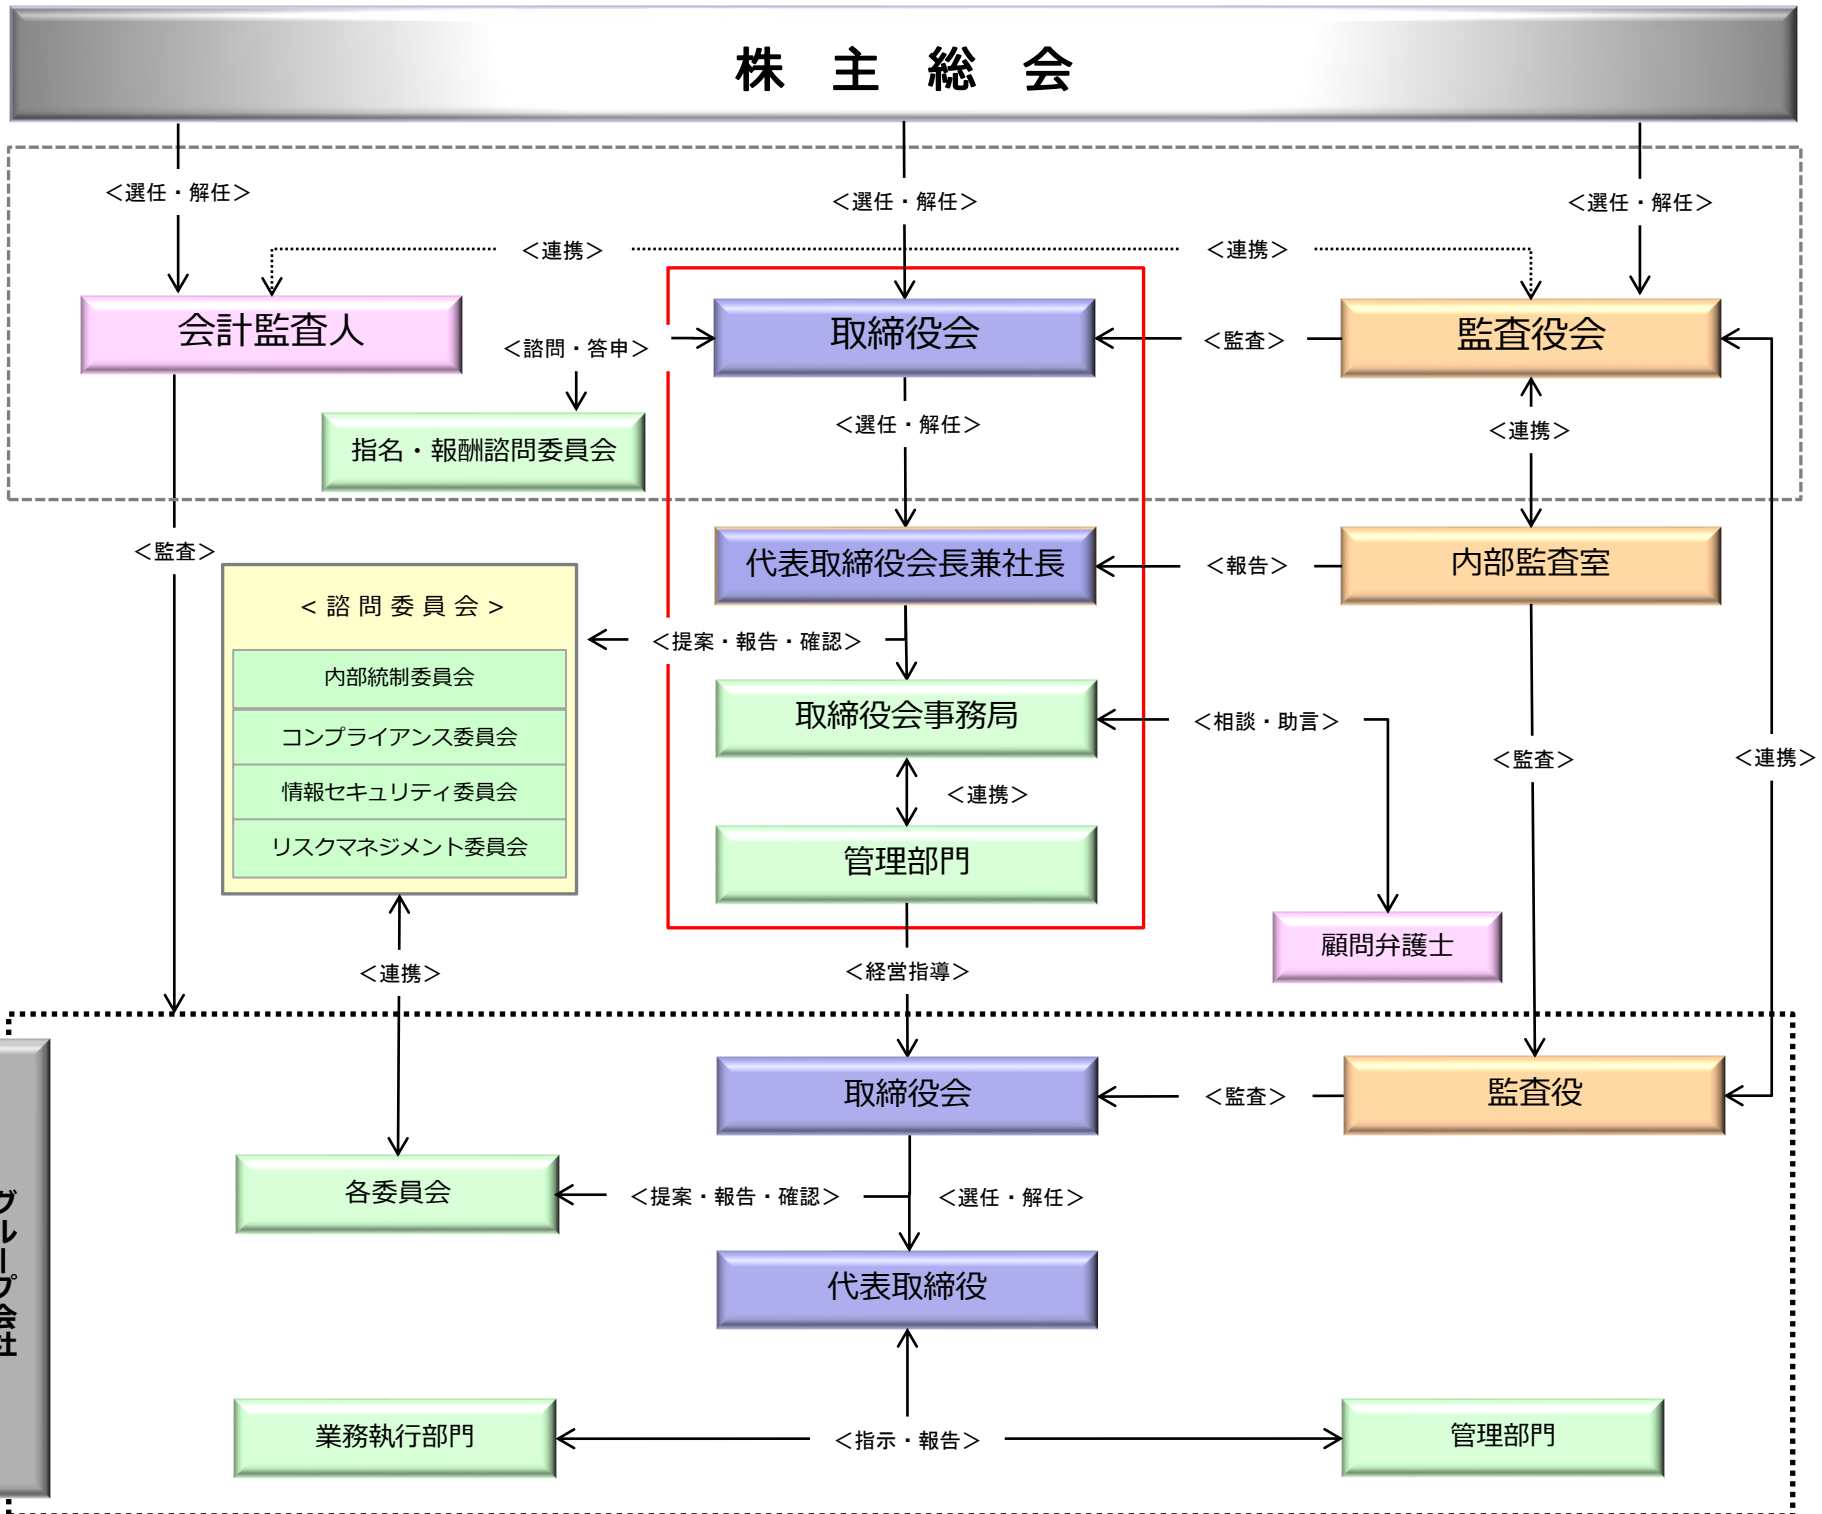 株 主 総 会
＜選任・解任＞
＜選任・解任＞
＜選任・解任＞
＜連携＞
＜連携＞
会計監査人
取締役会
監査役会
＜諮問・答申＞
＜監査＞
指名・報酬諮問委員会
＜選任・解任＞
＜連携＞
＜監査＞
代表取締役会長兼社長
＜報告＞
内部監査室
＜ 諮 問 委 員 会 ＞
＜提案・報告・確認＞
内部統制委員会
コンプライアンス委員会
情報セキュリティ委員会
リスクマネジメント委員会
取締役会事務局
＜相談・助言＞
＜監査＞
＜連携＞
＜連携＞
管理部門
顧問弁護士
＜連携＞
＜経営指導＞
グループ会社
取締役会
＜監査＞
監査役
各委員会
＜提案・報告・確認＞
＜選任・解任＞
代表取締役
業務執行部門
＜指示・報告＞
管理部門